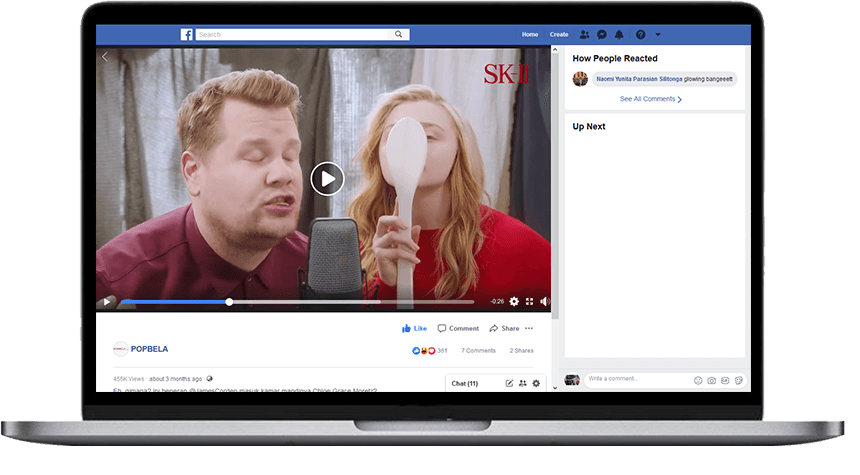 Search
Home
Create
SK-II
How People Reacted
Naomi Yunita Parasian Silitonga glowing bangeeett
See All Comments
Up Next
-0:26
Like
Comment
Share
POPBELA
361
7 Comments
2 Shares
455K Views · about 3 months ago ·
Eh, gimana? Ini beneran @JamesCorden masuk kamar mandinya Chloe Grace Moretz?
Chat (11)
Write a comment...
GIF